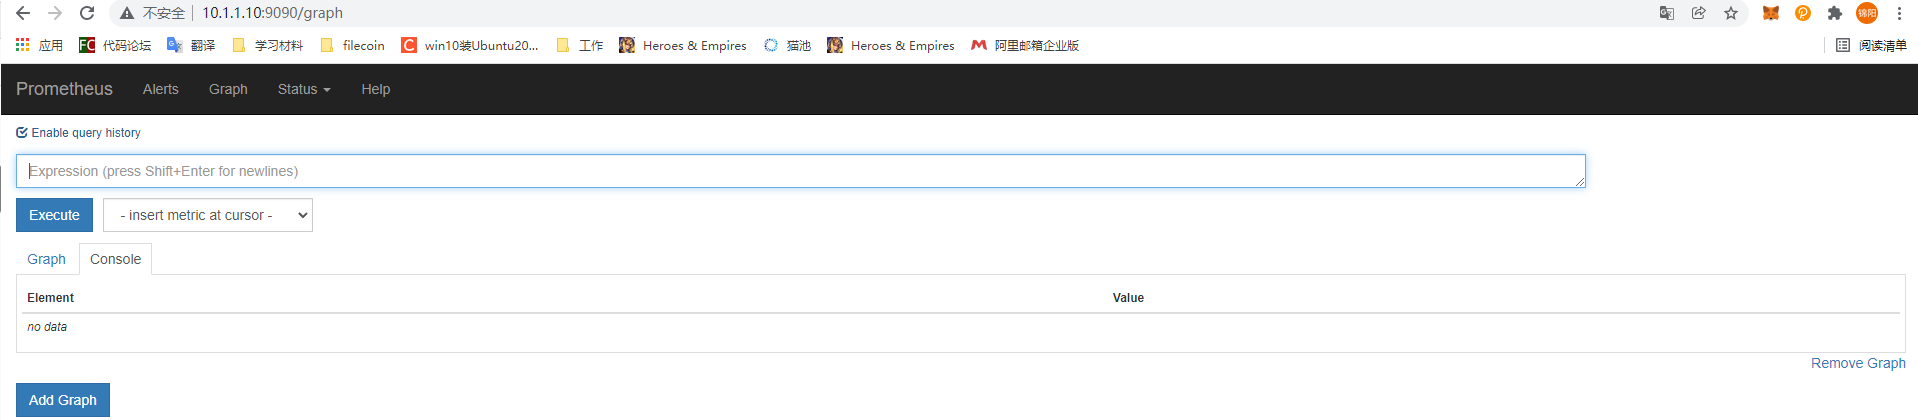 不安全 | 10.1.1.10:9090/graph
锦阳
应用 FC 代码论坛 翻译 学习材料 filecoin C win10装Ubuntu20... 工作 Heroes & Empires 猫池 Heroes & Empires 阿里邮箱企业版 阅读清单
Prometheus Alerts Graph Status Help
Enable query history
Expression (press Shift+Enter for newlines)
Execute - insert metric at cursor -
Graph Console
Element Value
no data
Remove Graph
Add Graph